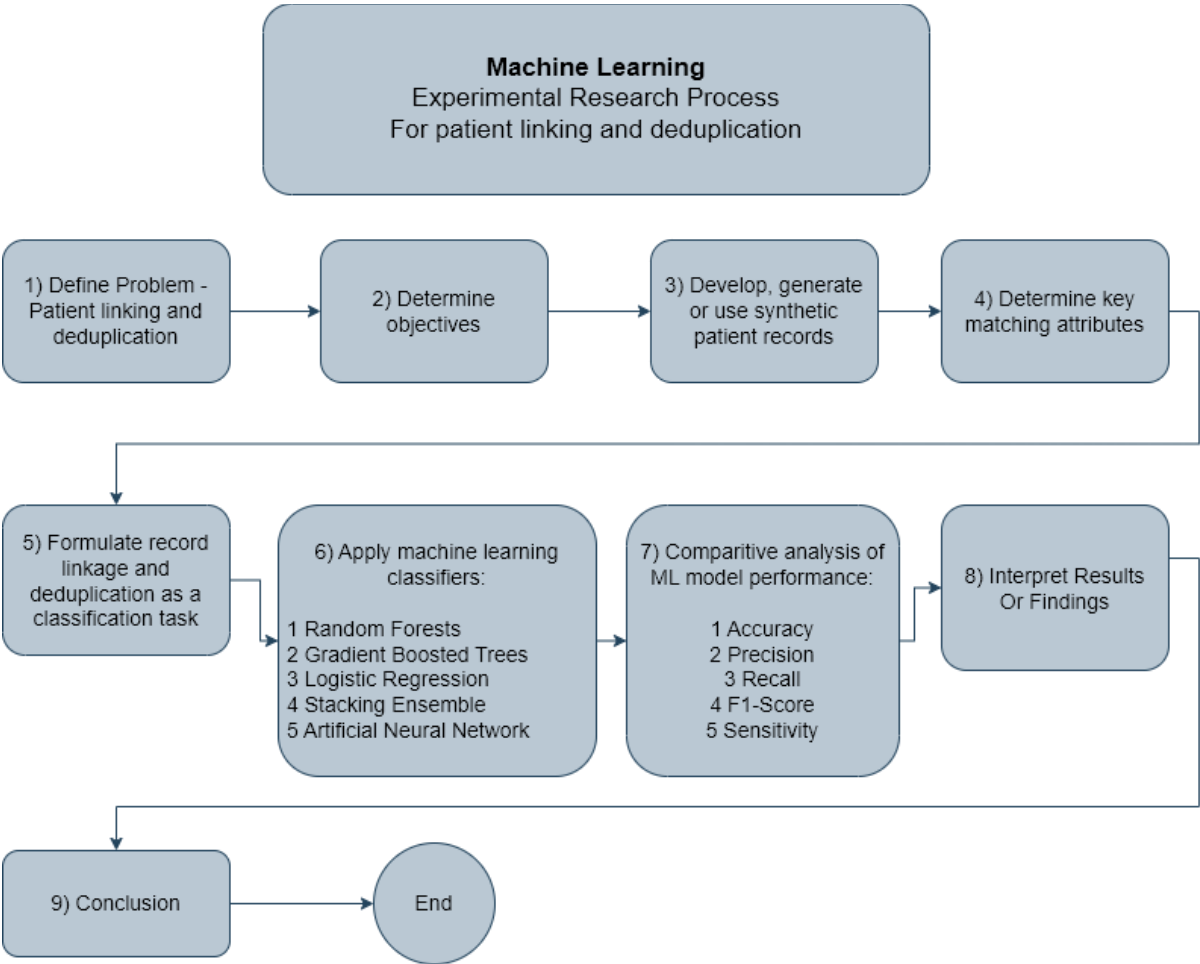 Machine Learning
Experimental Research Process
For patient linking and deduplication
1) Define Problem -
Patient linking and
deduplication
2) Determine
objectives
3) Develop, generate
or use synthetic
patient records
4) Determine key
matching attributes
5) Formulate record
linkage and
deduplication as a
classification task
6) Apply machine learning
classifiers:
1 Random Forests
2 Gradient Boosted Trees
3 Logistic Regression
4 Stacking Ensemble
5 Artificial Neural Network
7) Comparitive analysis of
ML model performance:
1 Accuracy
2 Precision
3 Recall
4 F1-Score
5 Sensitivity
8) Interpret Results
Or Findings
9) Conclusion
End